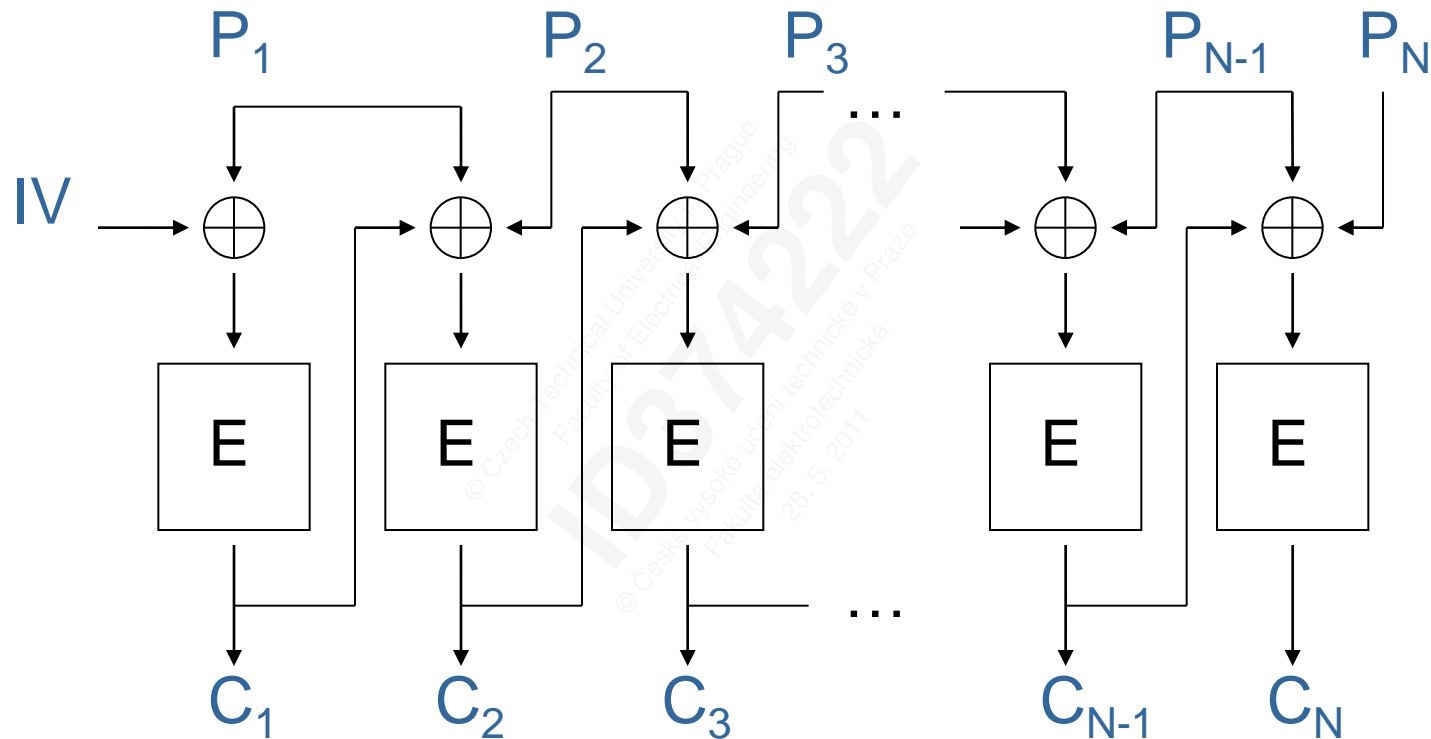 P1 P2 P3 PN-1 PN
...
IV
E E E E E
...
C1 C2 C3 CN-1 CN
© Czech Technical University in Prague
Faculty of Electrical Engineering
ID374222
© České vysoké učení technické v Praze
Fakulta elektrotechnická
28. 5. 2011